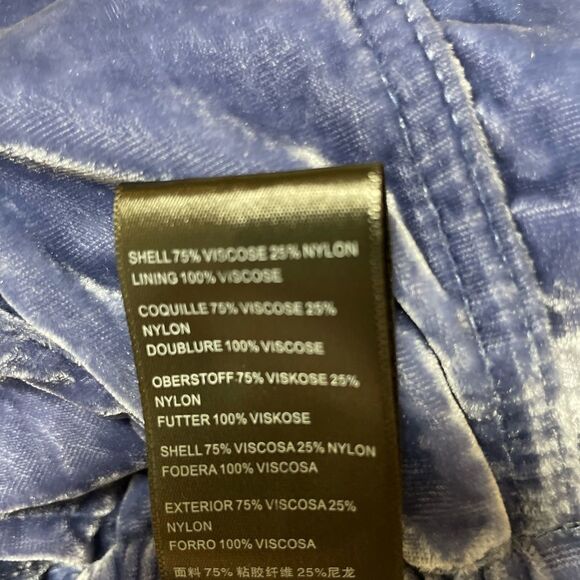 SHELL 75% VISCOSE 25% NYLON
LINING 100% VISCOSE
COQUILLE 75% VISCOSE 25%
NYLON
DOUBLURE 100% VISCOSE
OBERSTOFF 75% VISKOSE 25%
NYLON
FUTTER 100% VISKOSE
SHELL 75% VISCOSA 25% NYLON
FODERA 100% VISCOSA
EXTERIOR 75% VISCOSA 25%
NYLON
FORRO 100% VISCOSA
面料 75% 粘胶纤维 25% 尼龙